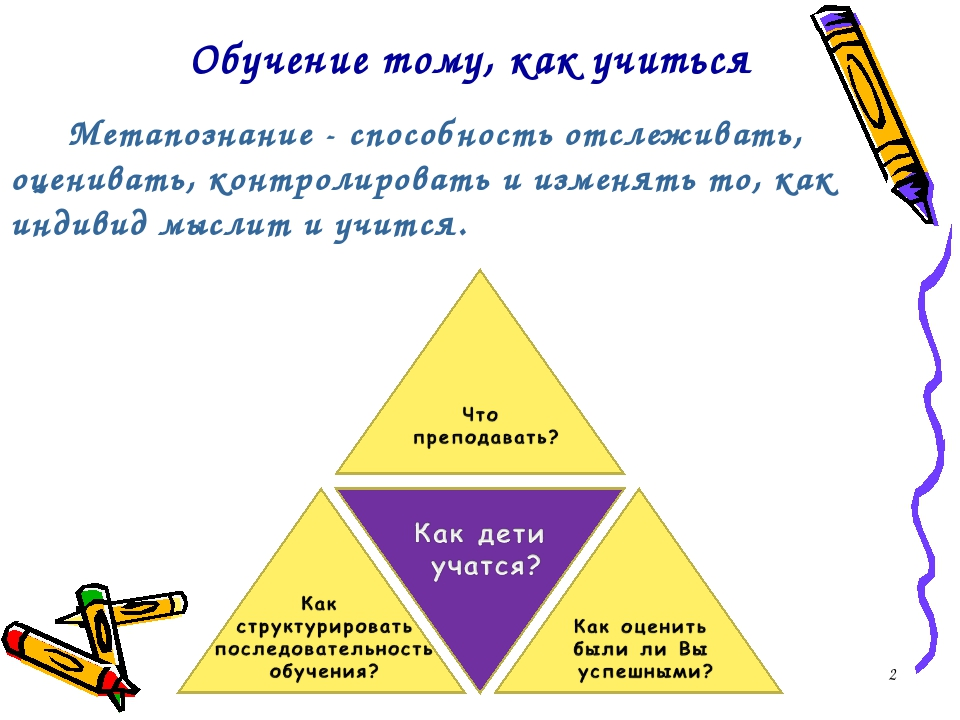 Обучение тому, как учиться
Метапознание - способность отслеживать,
оценивать, контролировать и изменять то, как
индивид мыслит и учится.
Что
преподавать?
Как дети
учатся?
Как
структурировать
последовательность
обучения?
Как оценить
были ли Вы
успешными?
2